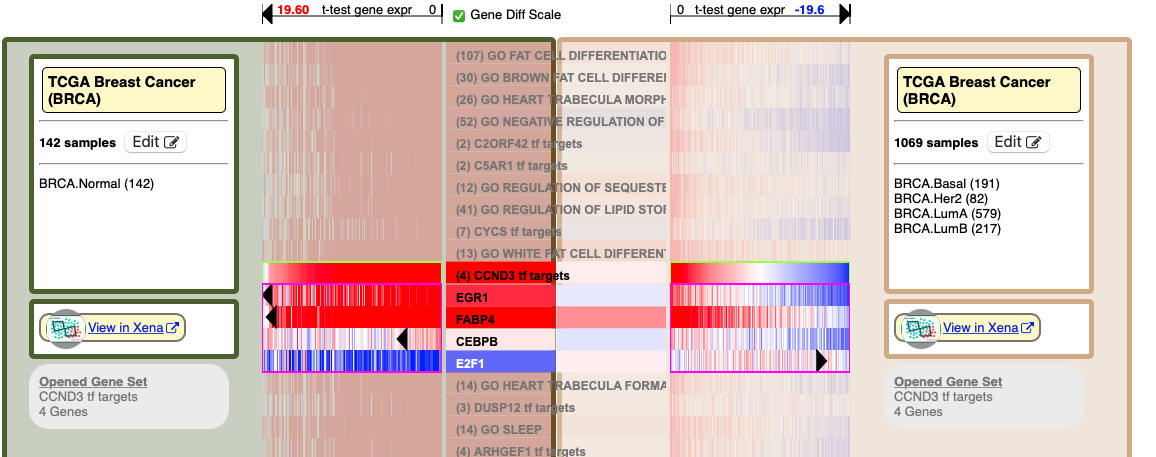 19.60 t-test gene expr 0
Gene Diff Scale
0 t-test gene expr -19.6
TCGA Breast Cancer
(BRCA)
142 samples Edit
BRCA.Normal (142)
View in Xena
Opened Gene Set
CCND3 tf targets
4 Genes
(107) GO FAT CELL DIFFERENTIATIO
(30) GO BROWN FAT CELL DIFFEREI
(26) GO HEART TRABECULA MORPH
(52) GO NEGATIVE REGULATION OF
(2) C2ORF42 tf targets
(2) C5AR1 tf targets
(12) GO REGULATION OF SEQUESTE
(41) GO REGULATION OF LIPID STOF
(7) CYCS tf targets
(13) GO WHITE FAT CELL DIFFEREN
(4) CCND3 tf targets
EGR1
FABP4
CEBPB
E2F1
(14) GO HEART TRABECULA FORMA
(3) DUSP12 tf targets
(14) GO SLEEP
(4) ARHGEF1 tf targets
TCGA Breast Cancer
(BRCA)
1069 samples Edit
BRCA.Basal (191)
BRCA.Her2 (82)
BRCA.LumA (579)
BRCA.LumB (217)
View in Xena
Opened Gene Set
CCND3 tf targets
4 Genes